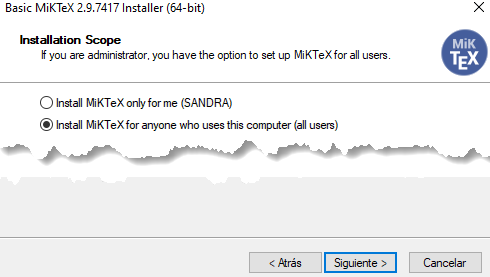 Basic MiKTeX 2.9.7417 Installer (64-bit)
Installation Scope
If you are administrator, you have the option to set up MiKTeX for all users.
MiK
TEX
Install MiKTeX only for me (SANDRA)
Install MiKTeX for anyone who uses this computer (all users)
< Atrás
Siguiente >
Cancelar